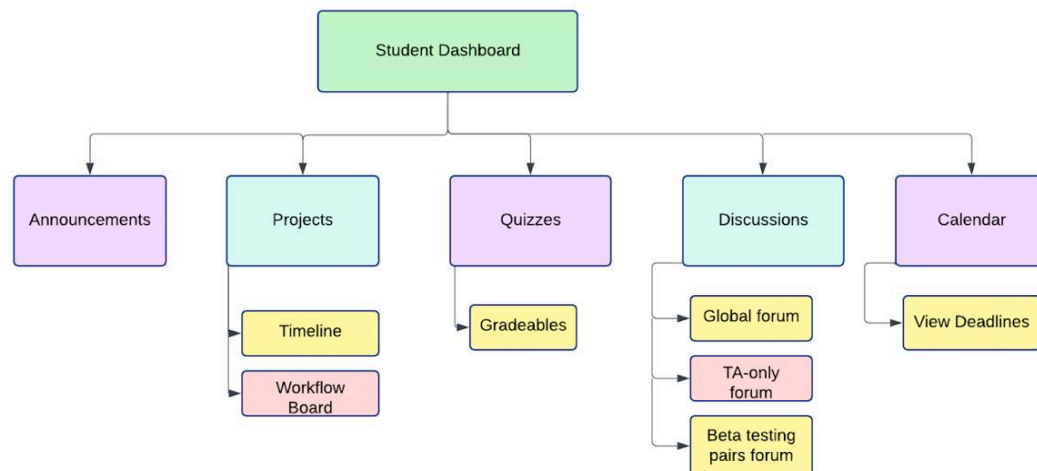 Student Dashboard
Announcements
Projects
Quizzes
Discussions
Calendar
Timeline
Workflow
Board
Gradeables
Global forum
TA-only
forum
Beta testing
pairs forum
View Deadlines